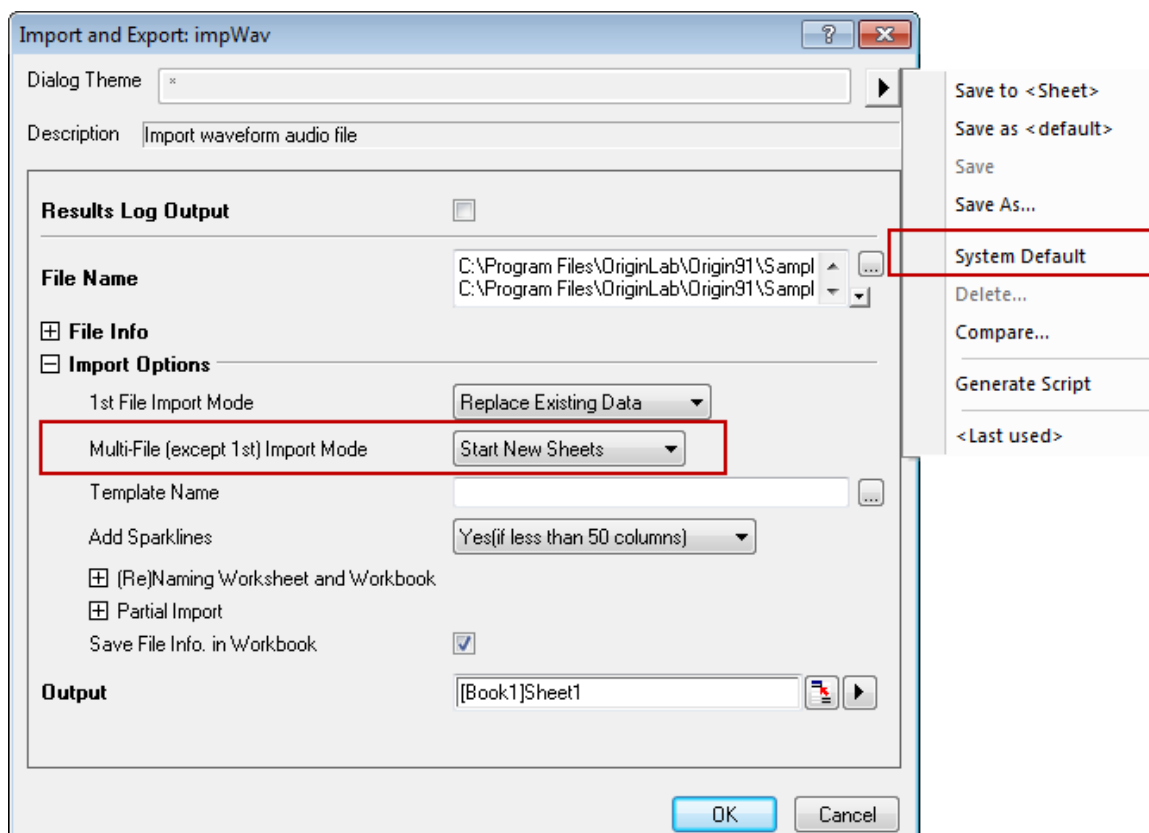 Import and Export: impWav
?
Dialog Theme *
Description Import waveform audio file
Results Log Output
File Name
C:\Program Files\OriginLab\Origin91\Sampl
C:\Program Files\OriginLab\Origin91\Sampl
...
File Info
Import Options
1st File Import Mode Replace Existing Data
Multi-File (except 1st) Import Mode Start New Sheets
Template Name ...
Add Sparklines Yes(if less than 50 columns)
(Re)Naming Worksheet and Workbook
Partial Import
Save File Info. in Workbook
Output [Book1]Sheet1
OK Cancel
Save to <Sheet>
Save as <default>
Save
Save As...
System Default
Delete...
Compare...
Generate Script
<Last used>